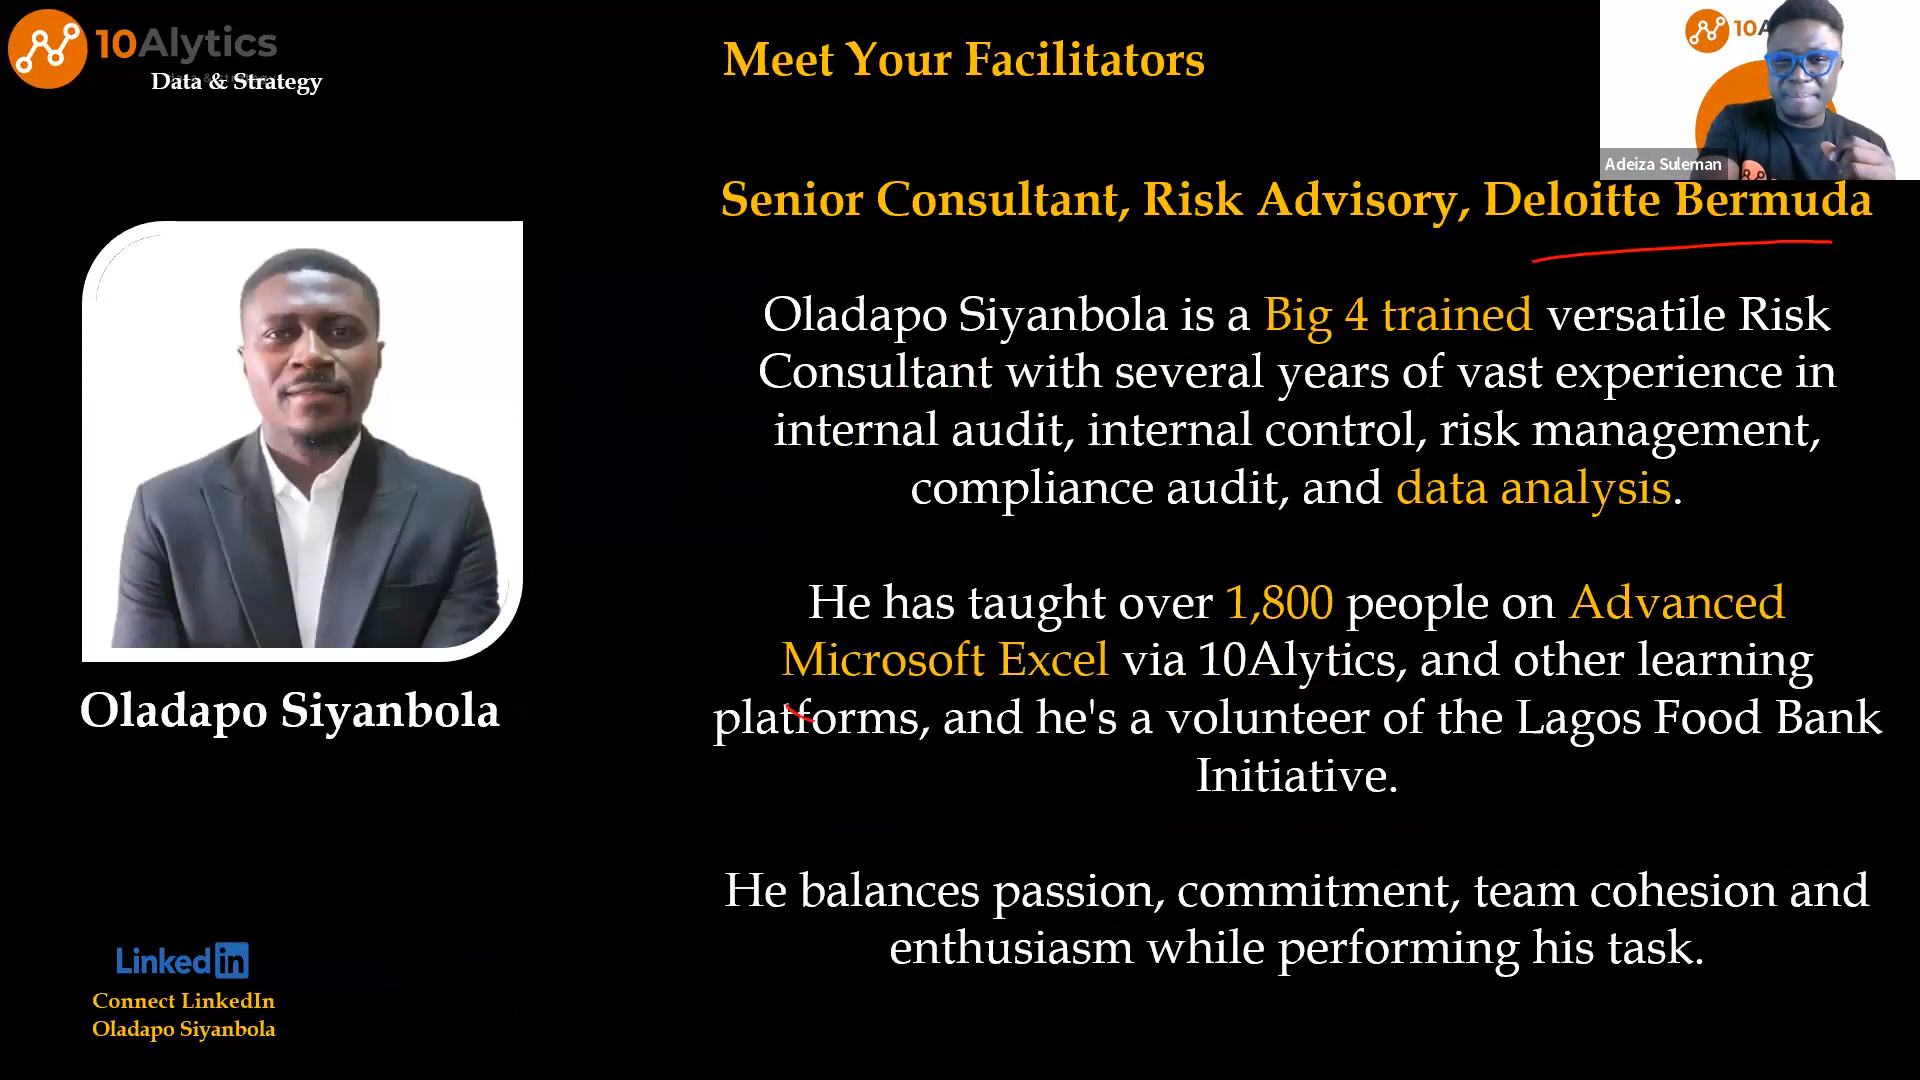 10Alytics
Data & Strategy
Meet Your Facilitators
10A
Adeiza Suleman
Senior Consultant, Risk Advisory, Deloitte Bermuda
Oladapo Siyanbola is a Big 4 trained versatile Risk
Consultant with several years of vast experience in
internal audit, internal control, risk management,
compliance audit, and data analysis.
He has taught over 1,800 people on Advanced
Microsoft Excel via 10Alytics, and other learning
platforms, and he's a volunteer of the Lagos Food Bank
Initiative.
He balances passion, commitment, team cohesion and
enthusiasm while performing his task.
Oladapo Siyanbola
Linked in
Connect LinkedIn
Oladapo Siyanbola